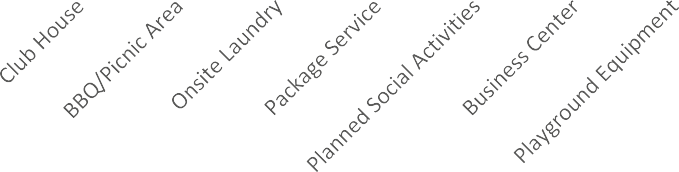 Club House
BBQ/Picnic Area
Onsite Laundry
Package Service
Planned Social Activities
Business Center
Playground Equipment